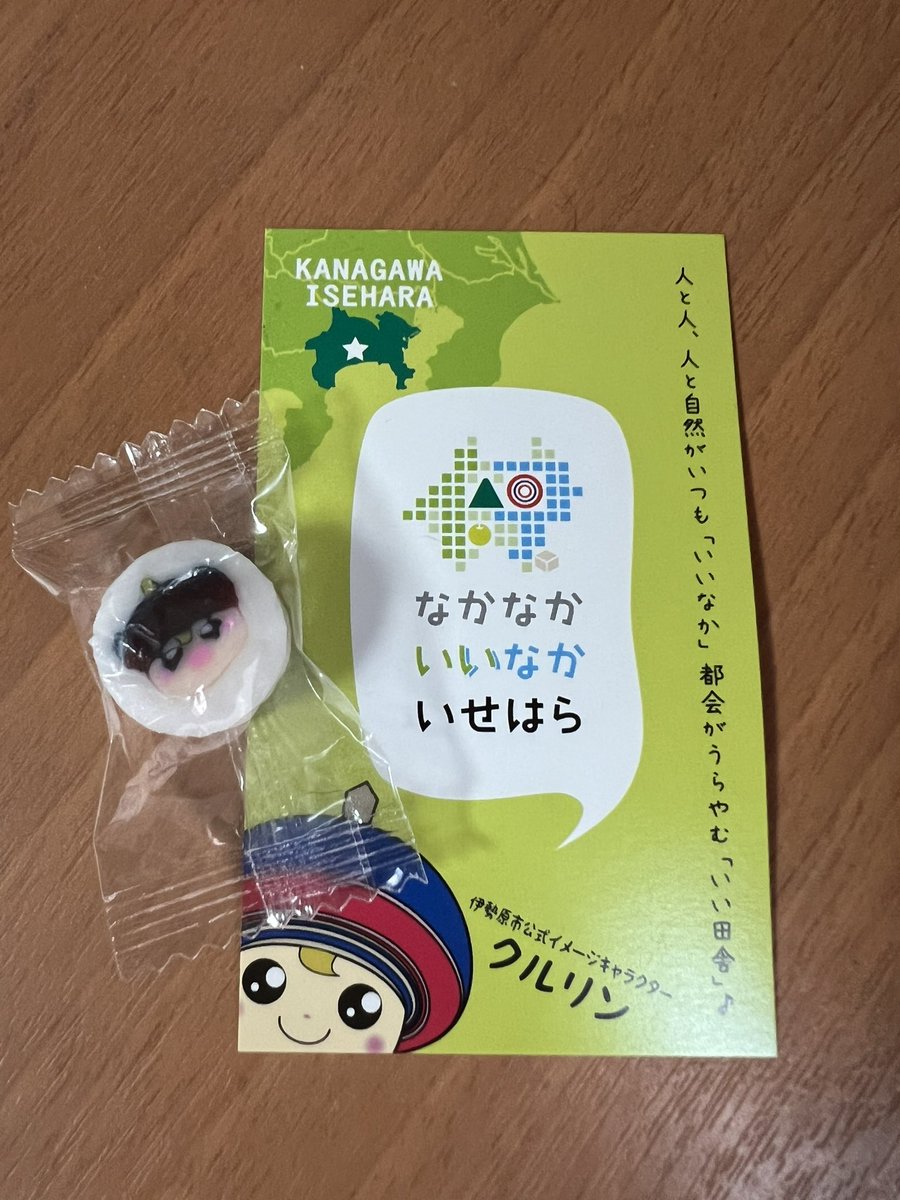 KANAGAWA
ISEHARA
人と人、人と自然がいつも「いいなか」都会がうらやむ「いい田舎」♪
なかなか
いいなか
いせはら
伊勢原市公式イメージキャラクター
クルリン